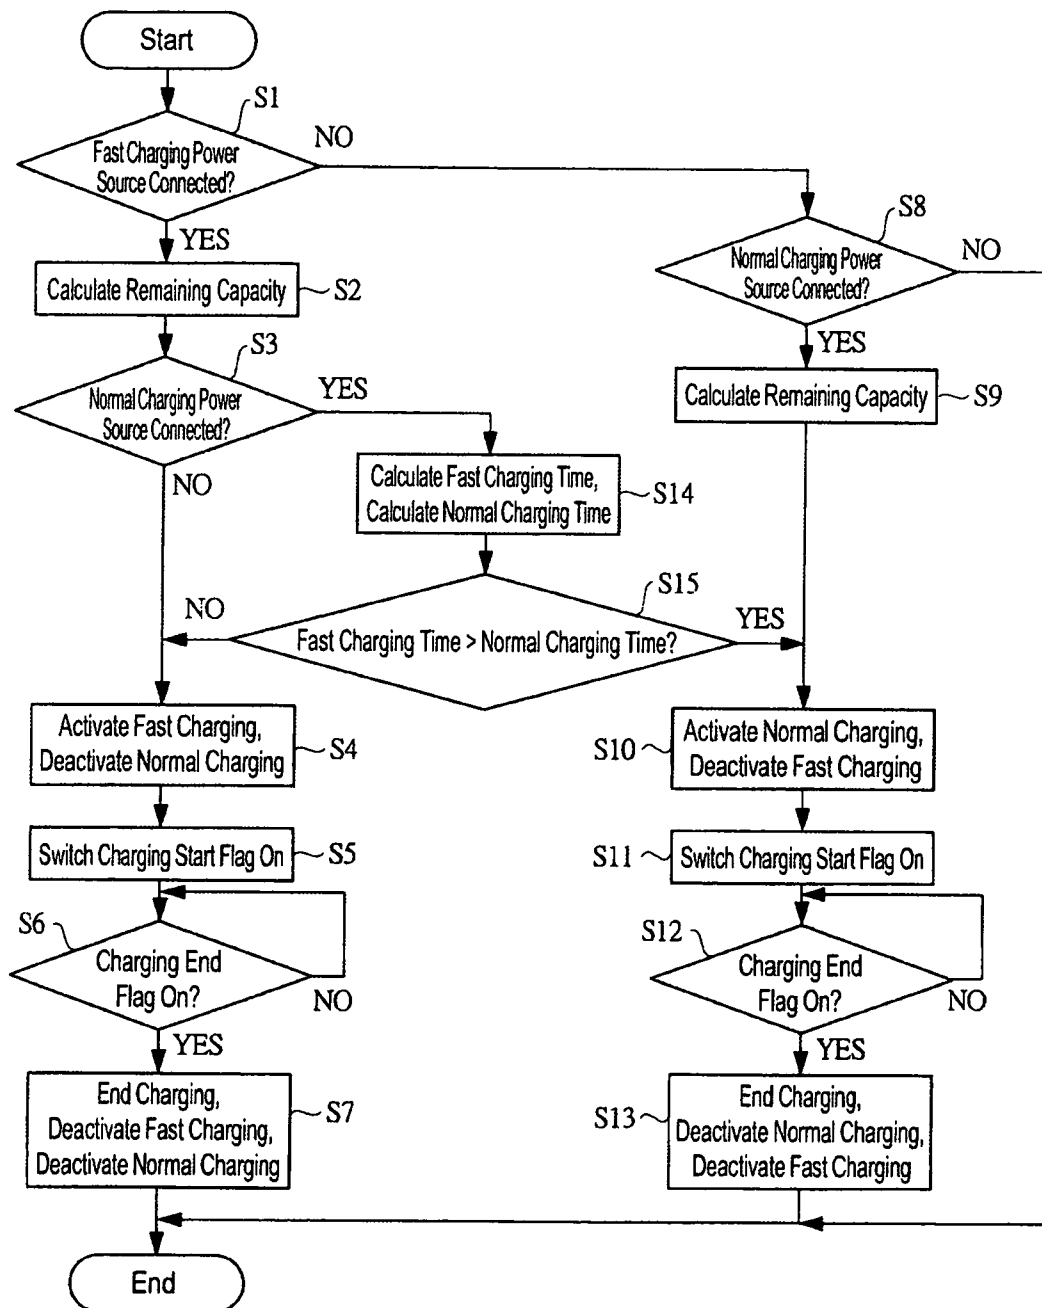 Start
S1
Fast Charging Power
Source Connected?
NO
YES
S8
Normal Charging Power
Source Connected?
NO
YES
Calculate Remaining Capacity
S2
S3
Normal Charging Power
Source Connected?
YES
NO
Calculate Remaining Capacity
S9
Calculate Fast Charging Time,
Calculate Normal Charging Time
S14
S15
Fast Charging Time > Normal Charging Time?
NO
YES
Activate Fast Charging,
Deactivate Normal Charging
S4
S10
Activate Normal Charging,
Deactivate Fast Charging
Switch Charging Start Flag On
S5
S11
Switch Charging Start Flag On
S6
Charging End
Flag On?
NO
YES
S12
Charging End
Flag On?
NO
YES
End Charging,
Deactivate Fast Charging,
Deactivate Normal Charging
S7
S13
End Charging,
Deactivate Normal Charging,
Deactivate Fast Charging
End